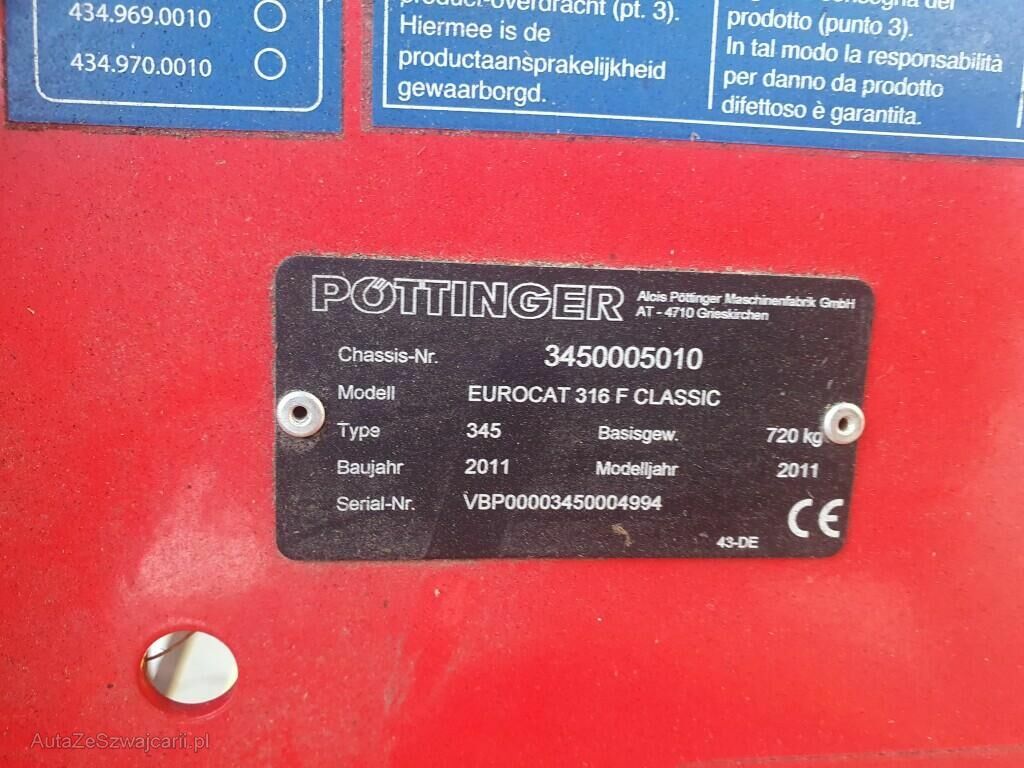 434.969.0010
434.970.0010
product-overdracht (pt. 3).
Hiermee is de
productaansprakelijkheid
gewaarborgd.
prodotto (punto 3).
In tal modo la responsabilità
per danno da prodotto
difettoso è garantita.
PÖTTINGER
Alois Pöttinger Maschinenfabrik GmbH
AT - 4710 Grieskirchen
Chassis-Nr. 3450005010
Modell EUROCAT 316 F CLASSIC
Type 345 Basisgew. 720 kg
Baujahr 2011 Modelljahr 2011
Serial-Nr. VBP00003450004994
CE
43-DE
AutaZeSzwajcarii.pl